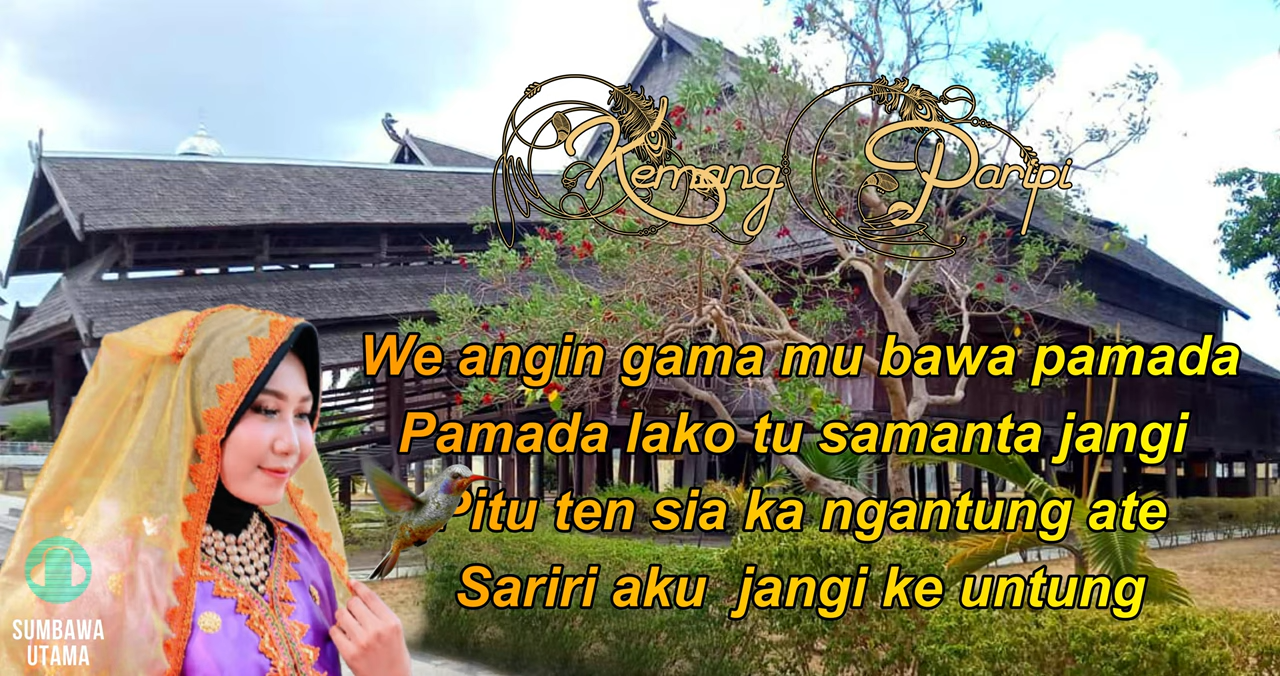 Kemang Paripi
We angin gama mu bawa pamada
Pamada lako tu samanta jangi
Pitu ten sia ka ngantung ate
Sariri aku jangi ke untung
SUMBAWA
UTAMA